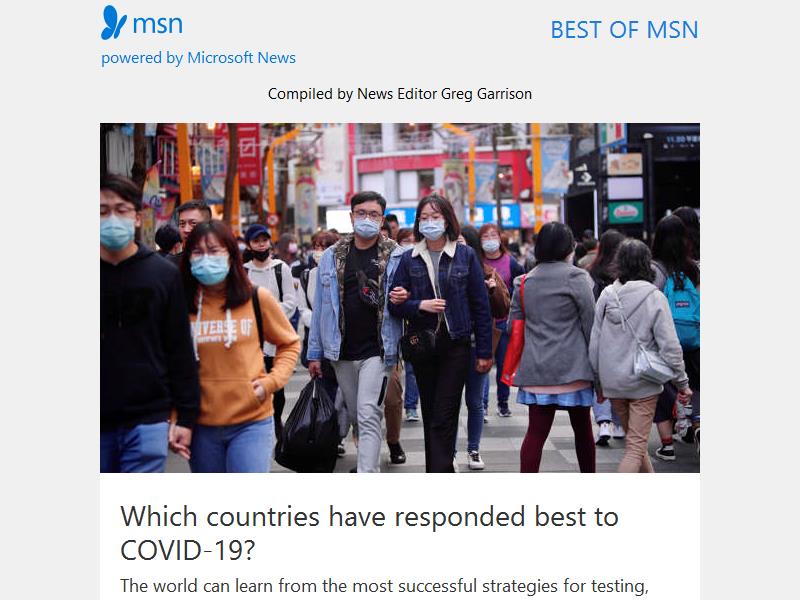 msn
BEST OF MSN
powered by Microsoft News
Compiled by News Editor Greg Garrison
Which countries have responded best to
COVID-19?
The world can learn from the most successful strategies for testing,